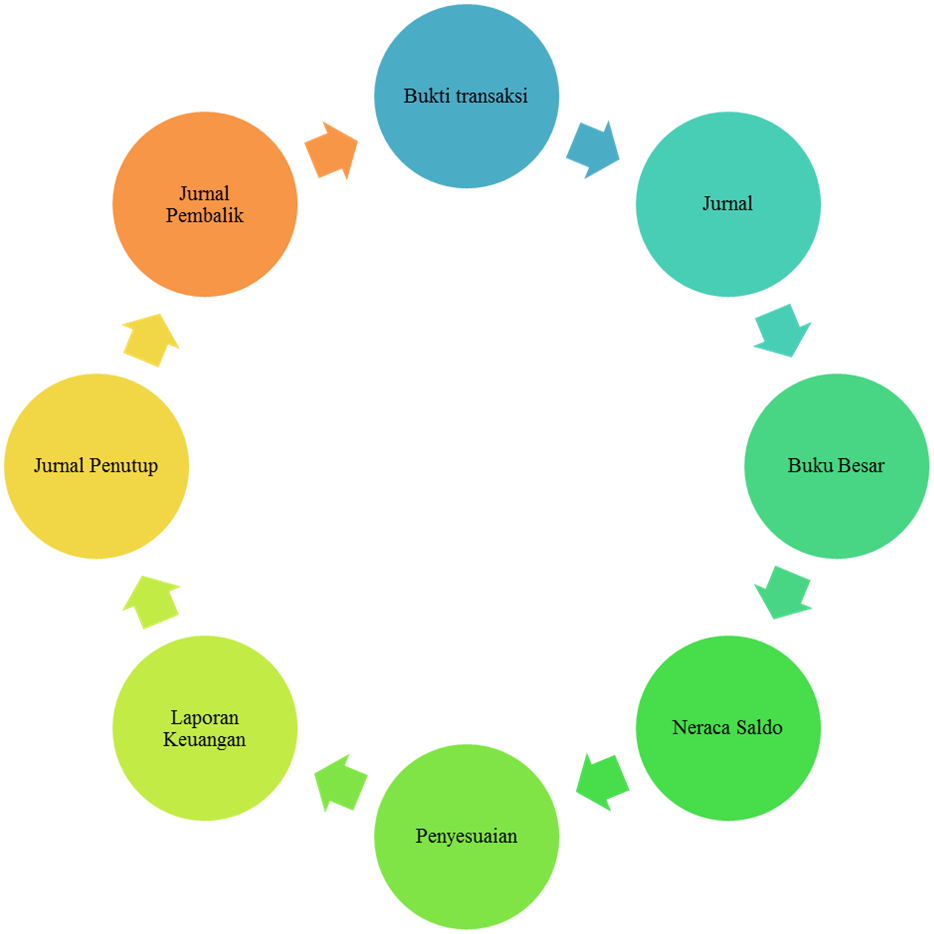 Bukti transaksi
Jurnal
Buku Besar
Neraca Saldo
Penyesuaian
Laporan
Keuangan
Jurnal Penutup
Jurnal
Pembalik